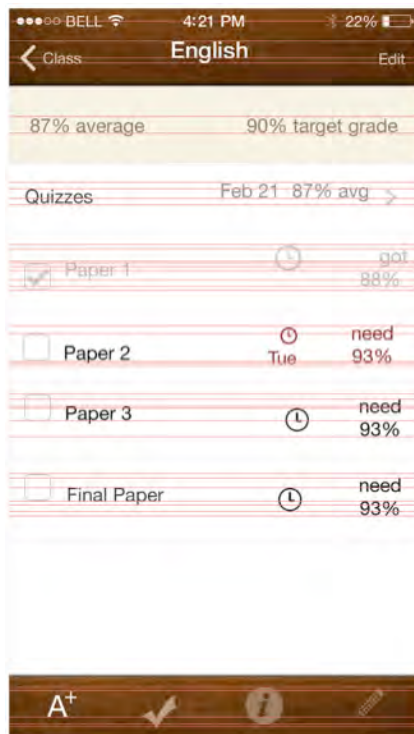 BELL 4:21 PM 22%
Class English Edit
87% average 90% target grade
Quizzes Feb 21 87% avg
Paper 1 got
88%
Paper 2 need
Tue 93%
Paper 3 need
93%
Final Paper need
93%
A+ i